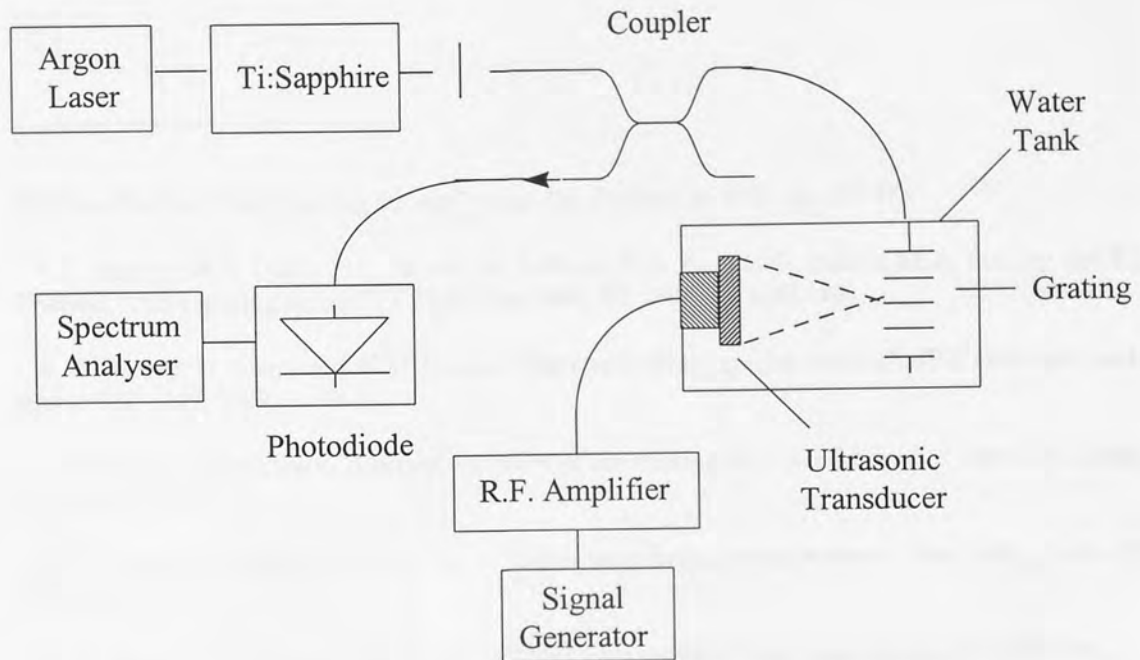 Coupler
Argon
Laser
Ti:Sapphire
Water
Tank
Grating
Spectrum
Analyser
Photodiode
Ultrasonic
Transducer
R.F. Amplifier
Signal
Generator